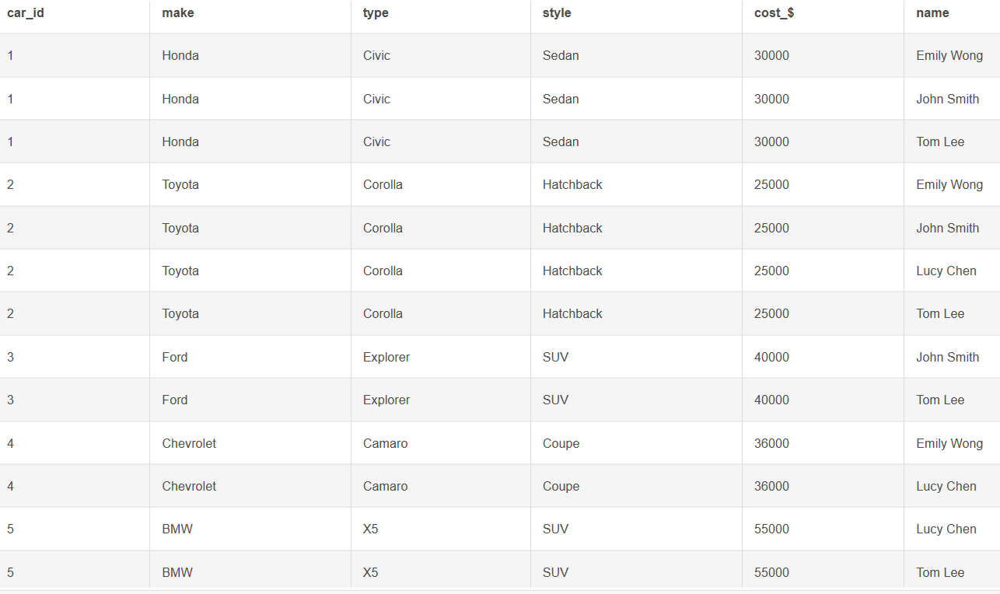 car_id make type style cost_$ name
1 Honda Civic Sedan 30000 Emily Wong
1 Honda Civic Sedan 30000 John Smith
1 Honda Civic Sedan 30000 Tom Lee
2 Toyota Corolla Hatchback 25000 Emily Wong
2 Toyota Corolla Hatchback 25000 John Smith
2 Toyota Corolla Hatchback 25000 Lucy Chen
2 Toyota Corolla Hatchback 25000 Tom Lee
3 Ford Explorer SUV 40000 John Smith
3 Ford Explorer SUV 40000 Tom Lee
4 Chevrolet Camaro Coupe 36000 Emily Wong
4 Chevrolet Camaro Coupe 36000 Lucy Chen
5 BMW X5 SUV 55000 Lucy Chen
5 BMW X5 SUV 55000 Tom Lee